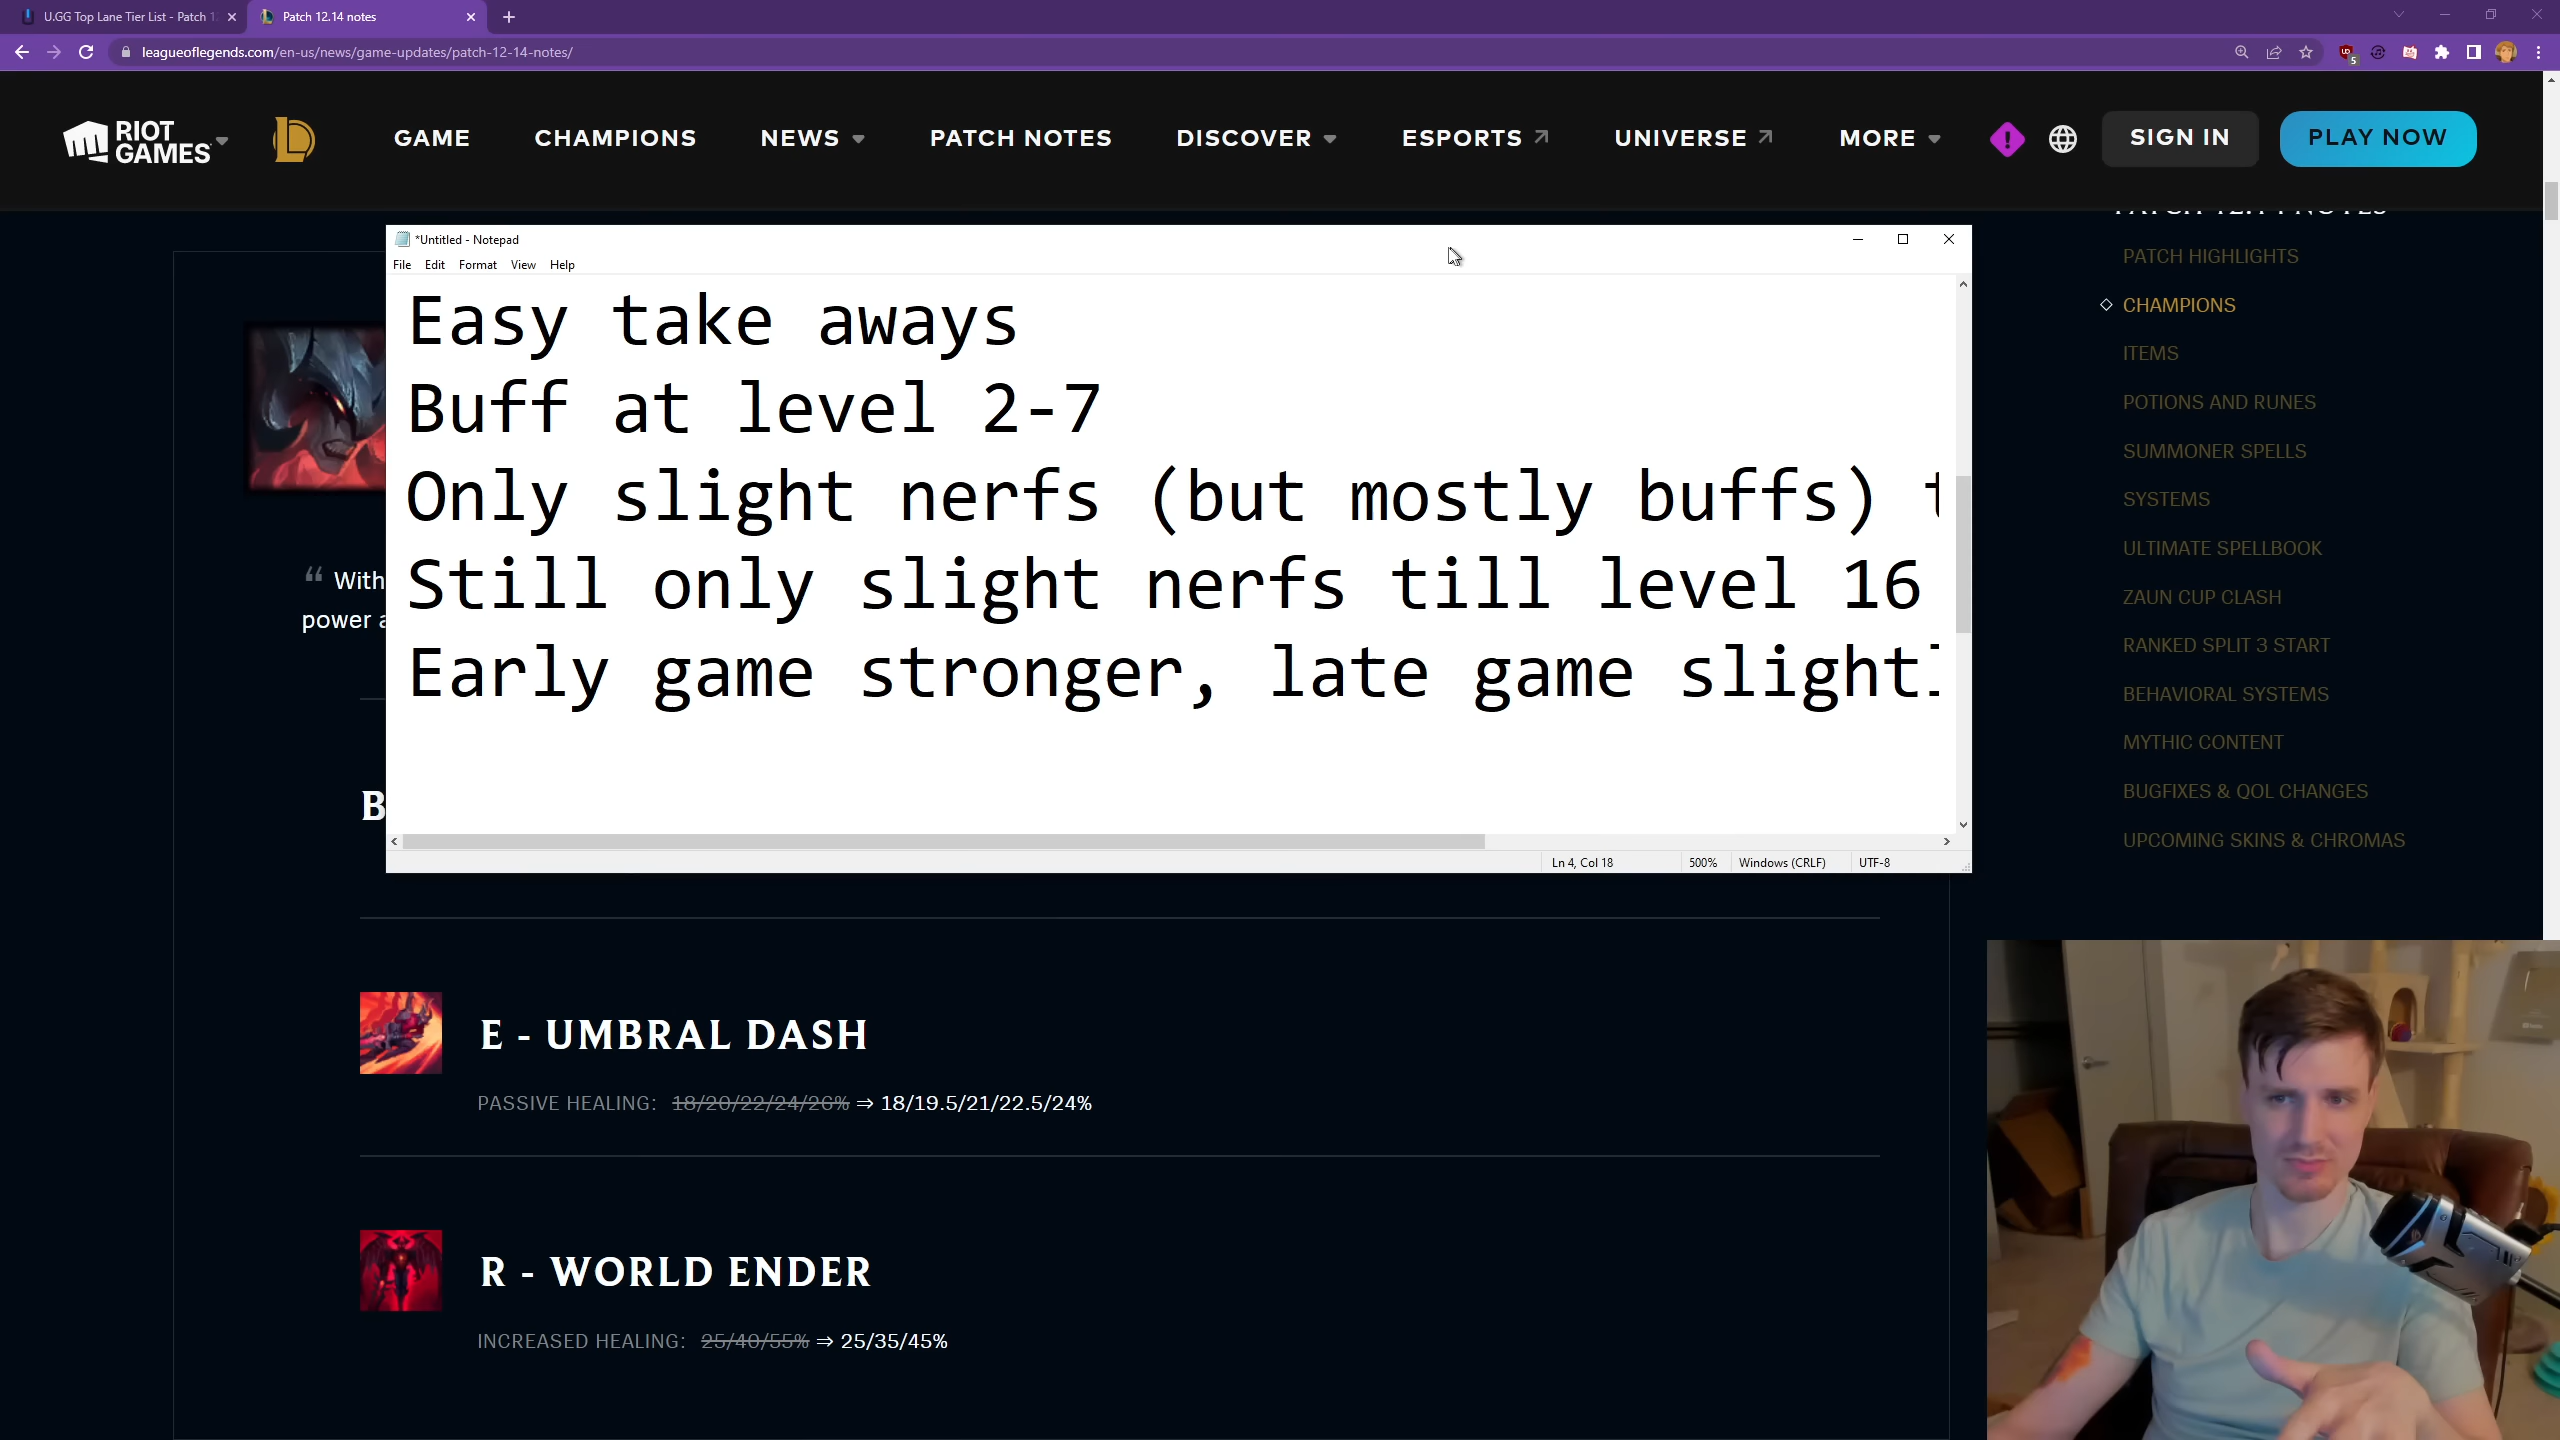 U.GG Top Lane Tier List - Patch 1
Patch 12.14 notes
leagueoflegends.com/en-us/news/game-updates/patch-12-14-notes/
5
RIOT GAMES
GAME
CHAMPIONS
NEWS
PATCH NOTES
DISCOVER
ESPORTS
UNIVERSE
MORE
SIGN IN
PLAY NOW
PATCH 12.14 NOTES
PATCH HIGHLIGHTS
CHAMPIONS
ITEMS
POTIONS AND RUNES
SUMMONER SPELLS
SYSTEMS
ULTIMATE SPELLBOOK
ZAUN CUP CLASH
RANKED SPLIT 3 START
BEHAVIORAL SYSTEMS
MYTHIC CONTENT
BUGFIXES & QOL CHANGES
UPCOMING SKINS & CHROMAS
*Untitled - Notepad
File Edit Format View Help
Easy take aways
Buff at level 2-7
Only slight nerfs (but mostly buffs) t
Still only slight nerfs till level 16
Early game stronger, late game slightl
Ln 4, Col 18
500%
Windows (CRLF)
UTF-8
“ With
power a
B
E - UMBRAL DASH
PASSIVE HEALING: 18/20/22/24/26% ⇒ 18/19.5/21/22.5/24%
R - WORLD ENDER
INCREASED HEALING: 25/40/55% ⇒ 25/35/45%